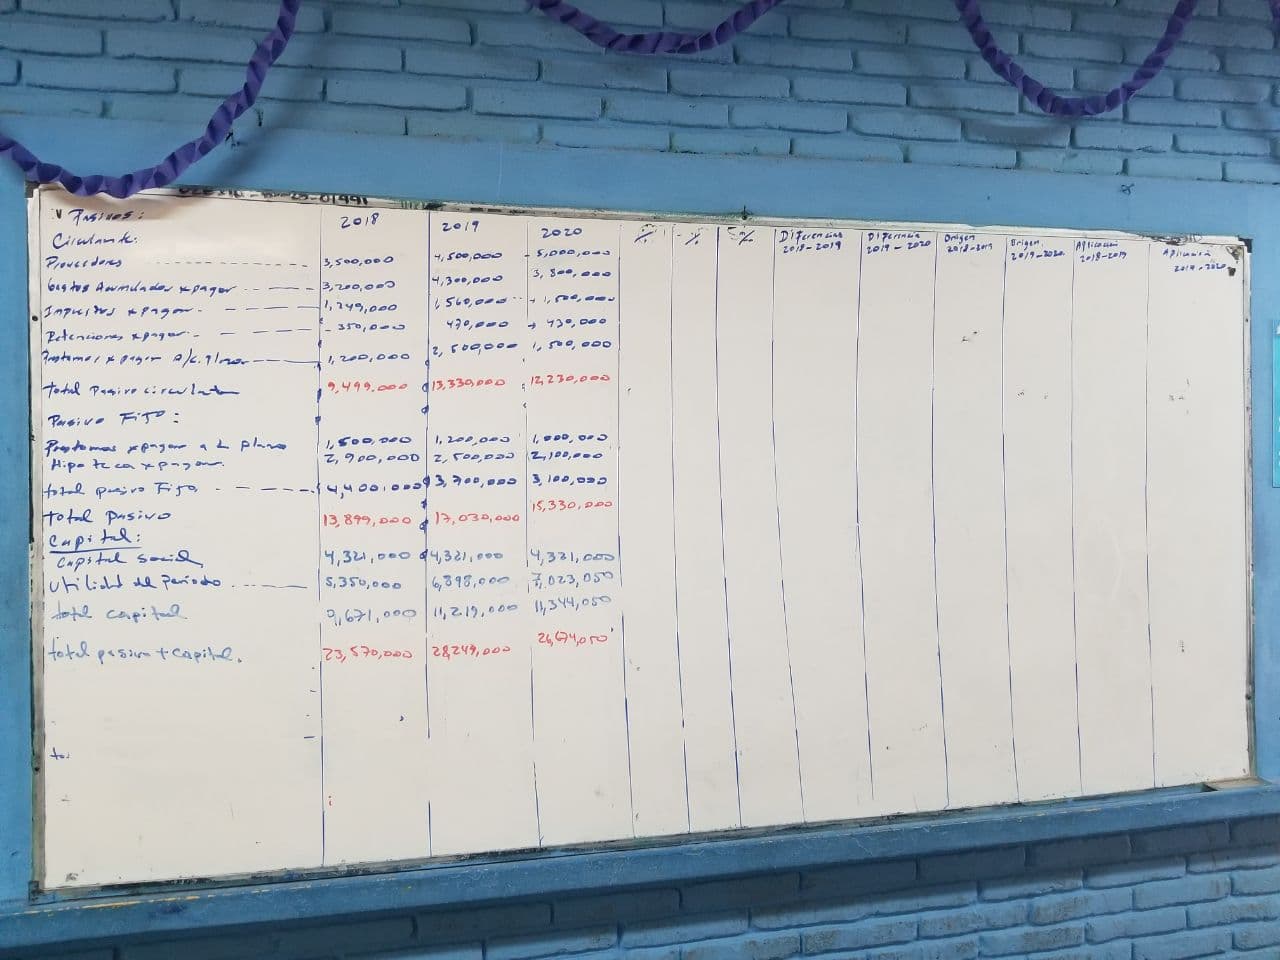 Pasivos: 2018 2019 2020 % % % Diferencias 2018-2019 Diferencia 2019-2020 Origen 2018-2019 Origen 2019-2020 Aplicación 2018-2019 Aplicación 2019-2020
Circulante:
Proveedores 3,500,000 4,500,000 5,000,000
Gastos Acumulados x pagar 3,200,000 4,300,000 3,800,000
Impuestos x pagar 1,249,000 1,560,000 1,500,000
Retenciones x pagar 350,000 470,000 430,000
Prestamos x pagar A/c. plazo 1,200,000 2,500,000 1,500,000
Total Pasivo circulante 9,499,000 13,330,000 12,230,000
Pasivo Fijo:
Prestamos x pagar a L plazo 1,500,000 1,200,000 1,000,000
Hipoteca x pagar 2,900,000 2,500,000 2,100,000
total pasivo Fijo 4,400,000 3,700,000 3,100,000
Total pasivo 13,899,000 17,030,000 15,330,000
Capital:
Capital social 4,321,000 4,321,000 4,321,000
Utilidad del Periodo 5,350,000 6,898,000 7,023,050
total capital 9,671,000 11,219,000 11,344,050
total pasivo + capital. 23,570,000 28,249,000 26,674,050
to